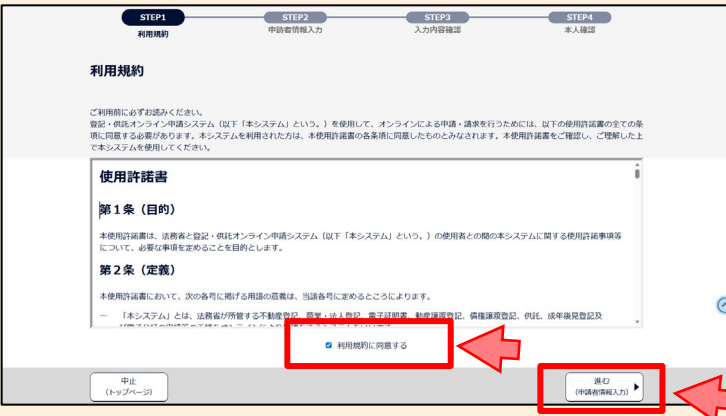 STEP1
STEP2
STEP3
STEP4
利用規約
申請者情報入力
入力内容確認
本人確認
利用規約
ご利用前に必ずお読みください。
登記・供託オンライン申請システム（以下「本システム」という。）を使用して、オンラインによる申請・請求を行うためには、以下の使用許諾書の全ての条
項に同意する必要があります。本システムを利用された方は、本使用許諾書の各条項に同意したものとみなされます。本使用許諾書をご確認し、ご理解した上
で本システムを使用してください。
使用許諾書
第１条（目的）
本使用許諾書は、法務省と登記・供託オンライン申請システム（以下「本システム」という。）の使用者との間の本システムに関する使用許諾事項等
について、必要な事項を定めることを目的とします。
第２条（定義）
本使用許諾書において、次の各号に掲げる用語の意義は、当該各号に定めるところによります。
一　「本システム」とは、法務省が所管する不動産登記、商業・法人登記、電子証明書、動産譲渡登記、債権譲渡登記、供託、成年後見登記及
利用規約に同意する
中止
（トップページ）
進む
（申請者情報入力）